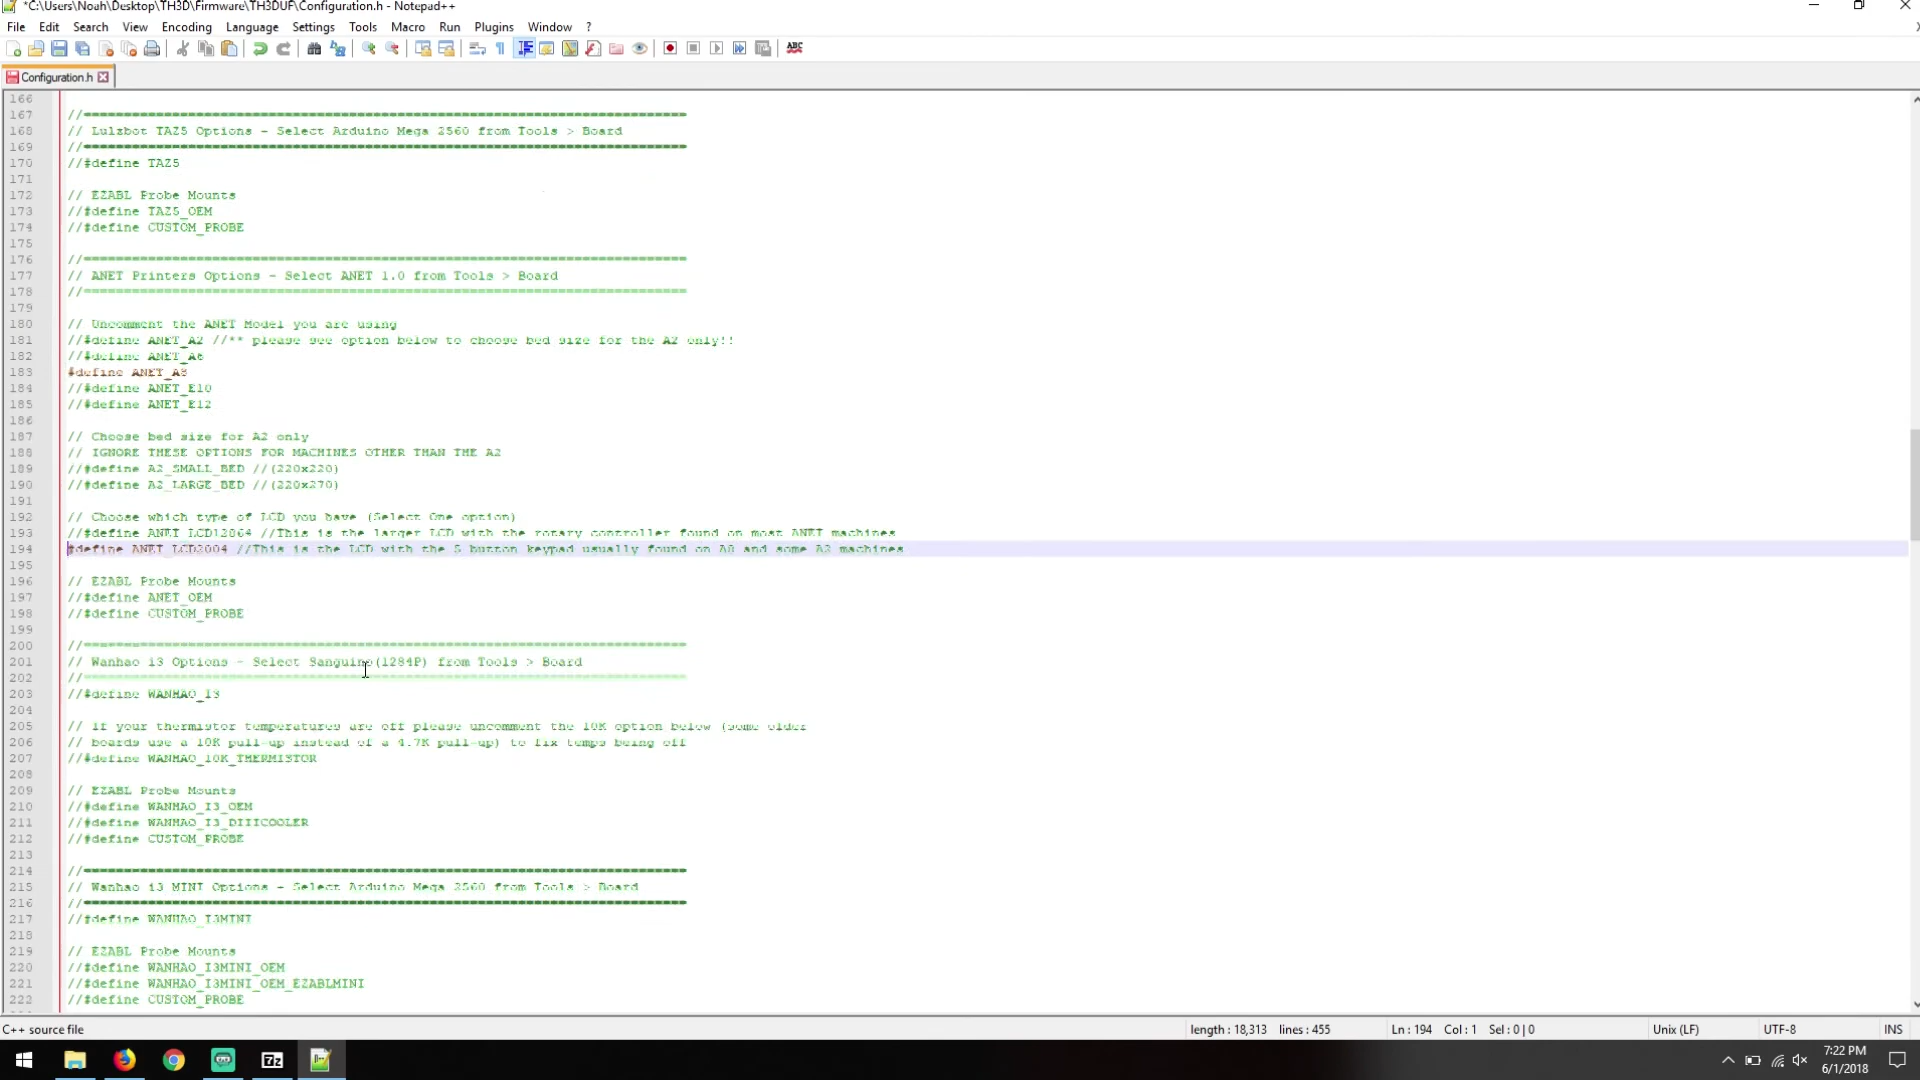 *C:\Users\Noah\Desktop\TH3D\Firmware\TH3DUF\Configuration.h - Notepad++
File Edit Search View Encoding Language Settings Tools Macro Run Plugins Window ?
Configuration.h
166
167 //===========================================================================
168 // Lulzbot TAZ5 Options - Select Arduino Mega 2560 from Tools > Board
169 //===========================================================================
170 //#define TAZ5
171
172 // EZABL Probe Mounts
173 //#define TAZ5_OEM
174 //#define CUSTOM_PROBE
175
176 //===========================================================================
177 // ANET Printers Options - Select ANET 1.0 from Tools > Board
178 //===========================================================================
179
180 // Uncomment the ANET Model you are using
181 //#define ANET_A2 //** please see option below to choose bed size for the A2 only!!
182 //#define ANET_A6
183 #define ANET_A8
184 //#define ANET_E10
185 //#define ANET_E12
186
187 // Choose bed size for A2 only
188 // IGNORE THESE OPTIONS FOR MACHINES OTHER THAN THE A2
189 //#define A2_SMALL_BED //(220x220)
190 //#define A2_LARGE_BED //(220x270)
191
192 // Choose which type of LCD you have (Select One option)
193 //#define ANET_LCD12864 //This is the larger LCD with the rotary controller found on most ANET machines
194 #define ANET_LCD2004 //This is the LCD with the 5 button keypad usually found on A8 and some A2 machines
195
196 // EZABL Probe Mounts
197 //#define ANET_OEM
198 //#define CUSTOM_PROBE
199
200 //===========================================================================
201 // Wanhao i3 Options - Select Sanguino(1284P) from Tools > Board
202 //===========================================================================
203 //#define WANHAO_I3
204
205 // If your thermistor temperatures are off please uncomment the 10K option below (some older
206 // boards use a 10K pull-up instead of a 4.7K pull-up) to fix temps being off
207 //#define WANHAO_10K_THERMISTOR
208
209 // EZABL Probe Mounts
210 //#define WANHAO_I3_OEM
211 //#define WANHAO_I3_DIIICOOLER
212 //#define CUSTOM_PROBE
213
214 //===========================================================================
215 // Wanhao i3 MINI Options - Select Arduino Mega 2560 from Tools > Board
216 //===========================================================================
217 //#define WANHAO_I3MINI
218
219 // EZABL Probe Mounts
220 //#define WANHAO_I3MINI_OEM
221 //#define WANHAO_I3MINI_OEM_EZABLMINI
222 //#define CUSTOM_PROBE
C++ source file length : 18,313 lines : 455 Ln : 194 Col : 1 Sel : 0 | 0 Unix (LF) UTF-8 INS
7:22 PM
6/1/2018